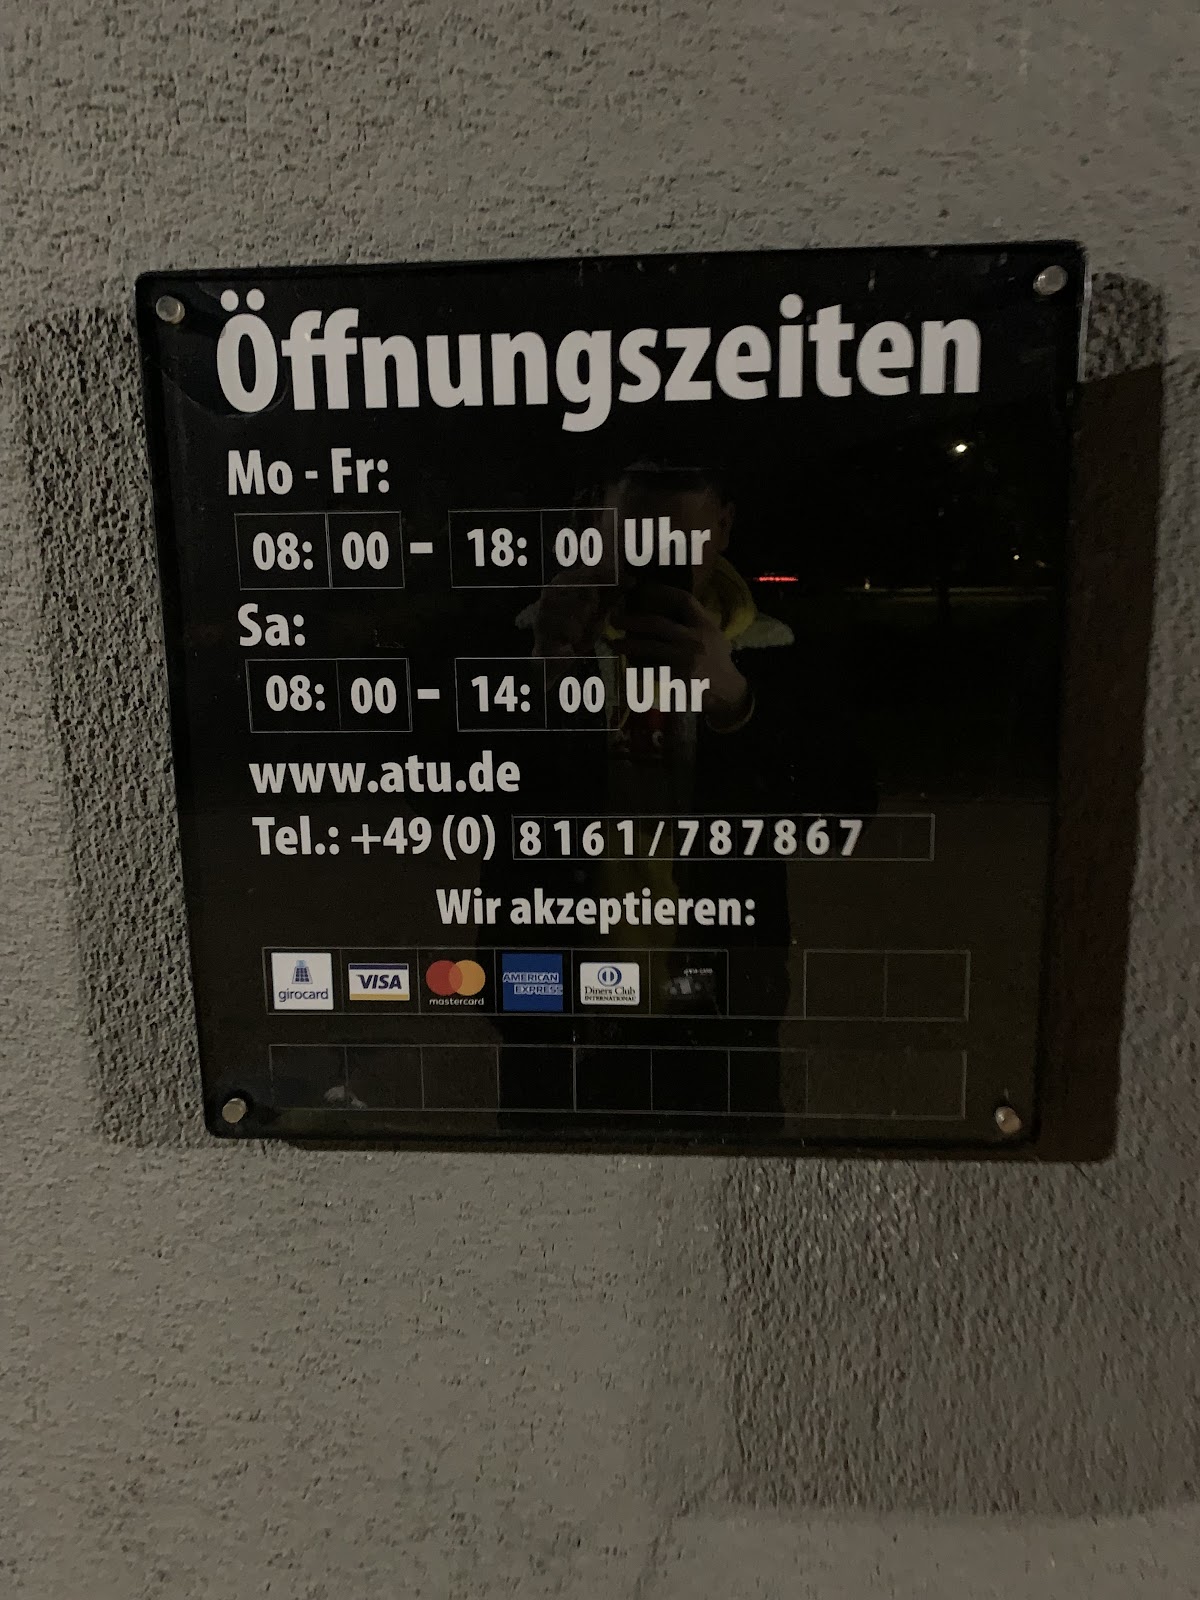 Öffnungszeiten
Mo - Fr:
08: 00 - 18: 00 Uhr
Sa:
08: 00 - 14: 00 Uhr
www.atu.de
Tel.: +49 (0) 8161/787867
Wir akzeptieren:
girocard VISA mastercard AMERICAN EXPRESS Diners Club INTERNATIONAL